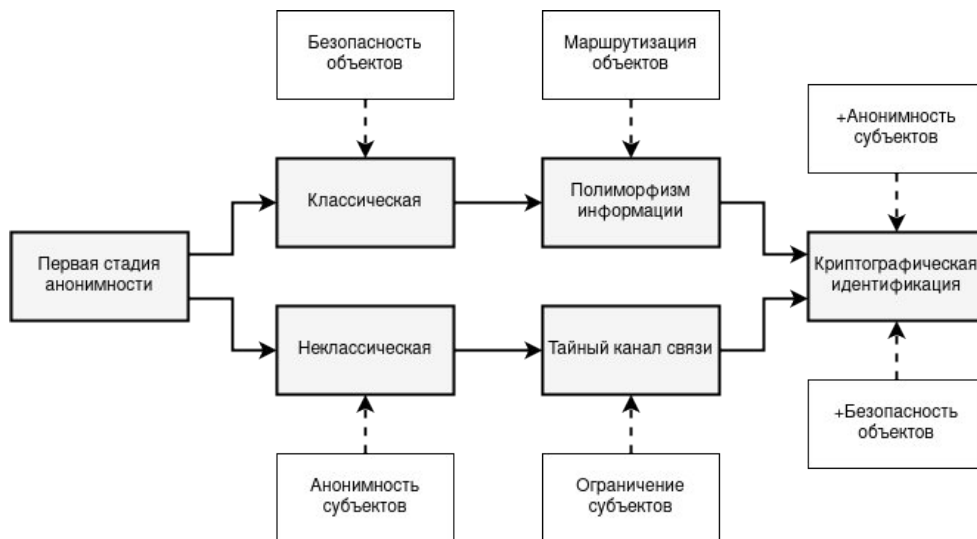 Безопасность
объектов
Маршрутизация
объектов
+Анонимность
субъектов
Классическая
Полиморфизм
информации
Первая стадия
анонимности
Криптографическая
идентификация
Неклассическая
Тайный канал связи
+Безопасность
объектов
Анонимность
субъектов
Ограничение
субъектов